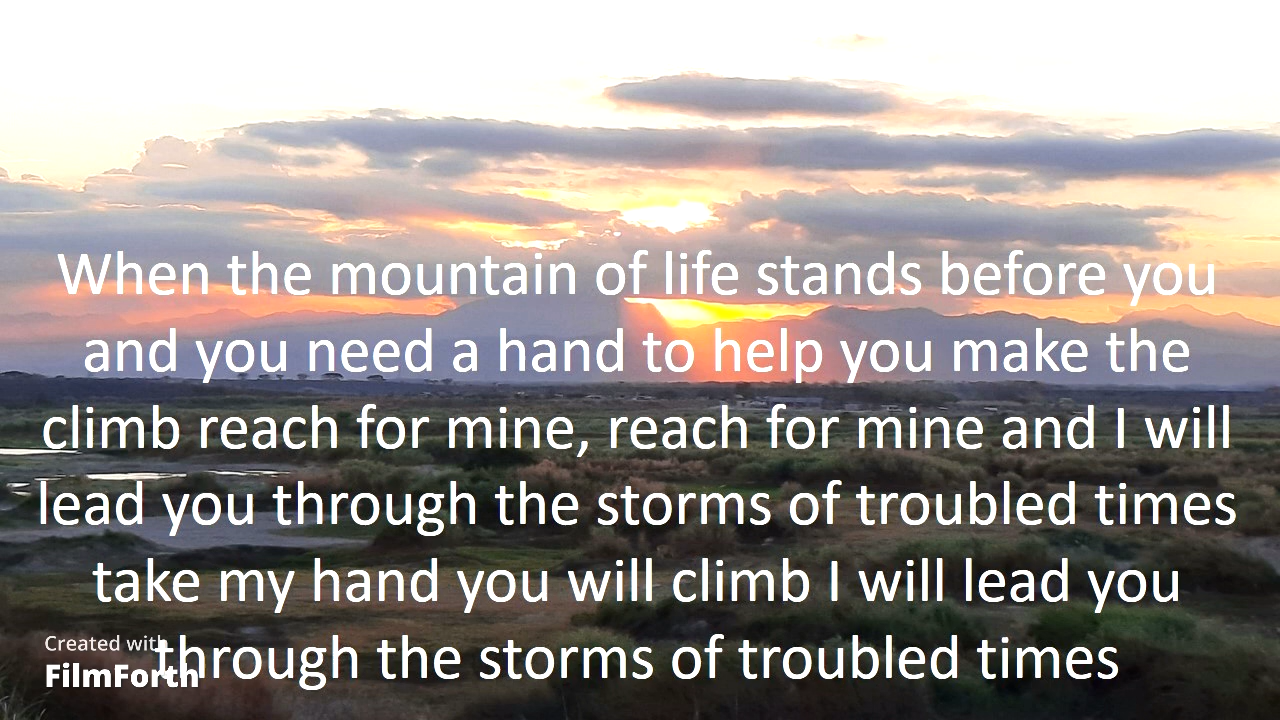 When the mountain of life stands before you
and you need a hand to help you make the
climb reach for mine, reach for mine and I will
lead you through the storms of troubled times
take my hand you will climb I will lead you
through the storms of troubled times
Created with
FilmForth